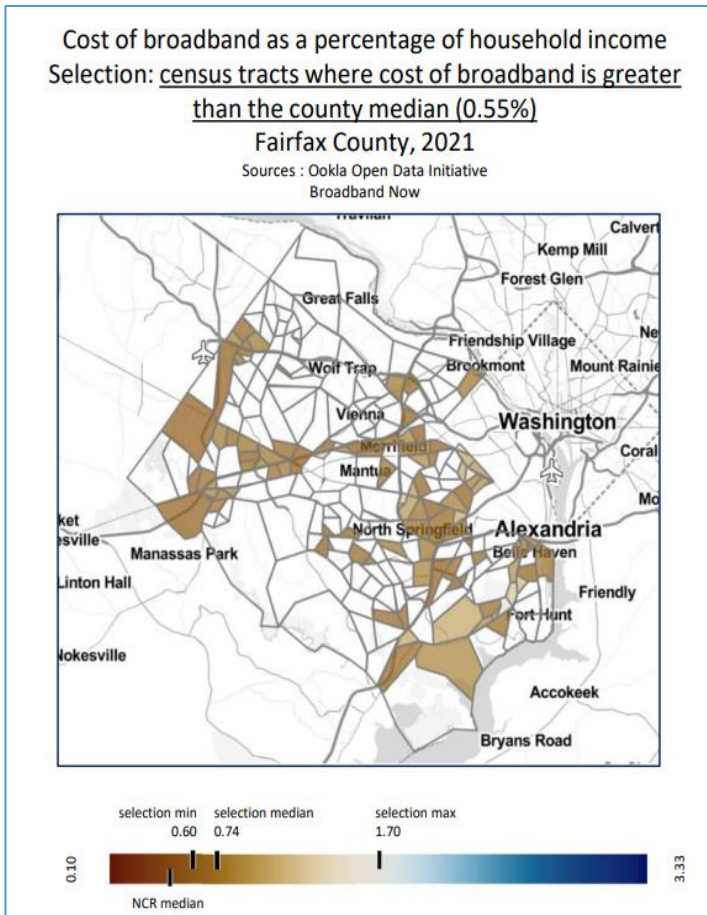 Cost of broadband as a percentage of household income
Selection: census tracts where cost of broadband is greater
than the county median (0.55%)
Fairfax County, 2021
Sources : Ookla Open Data Initiative
Broadband Now
Calvert
Kemp Mill
Forest Glen
Great Falls
Ne
Friendship Village
Wolf Trap
Brookmont
Mount Rainie
Vienna
Washington
Merrifield
Coral
Mantua
Mo
ket
North Springfield
Alexandria
esville
Manassas Park
Belle Haven
Linton Hall
Friendly
Fort Hunt
Nokesville
Accokeek
Bryans Road
selection min
selection median
selection max
0.60
0.74
1.70
0.10
3.33
NCR median